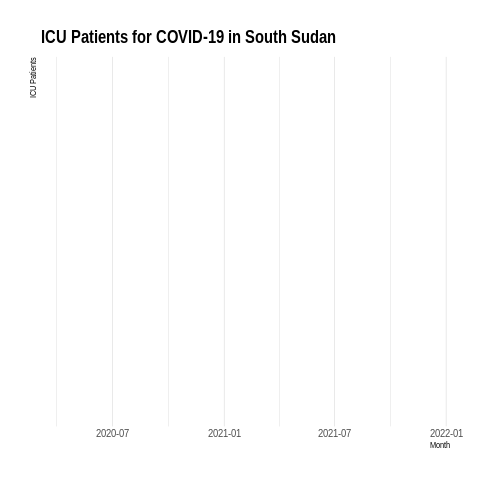 ICU Patients for COVID-19 in South Sudan
ICU Patients
2020-07
2021-01
2021-07
2022-01
Month